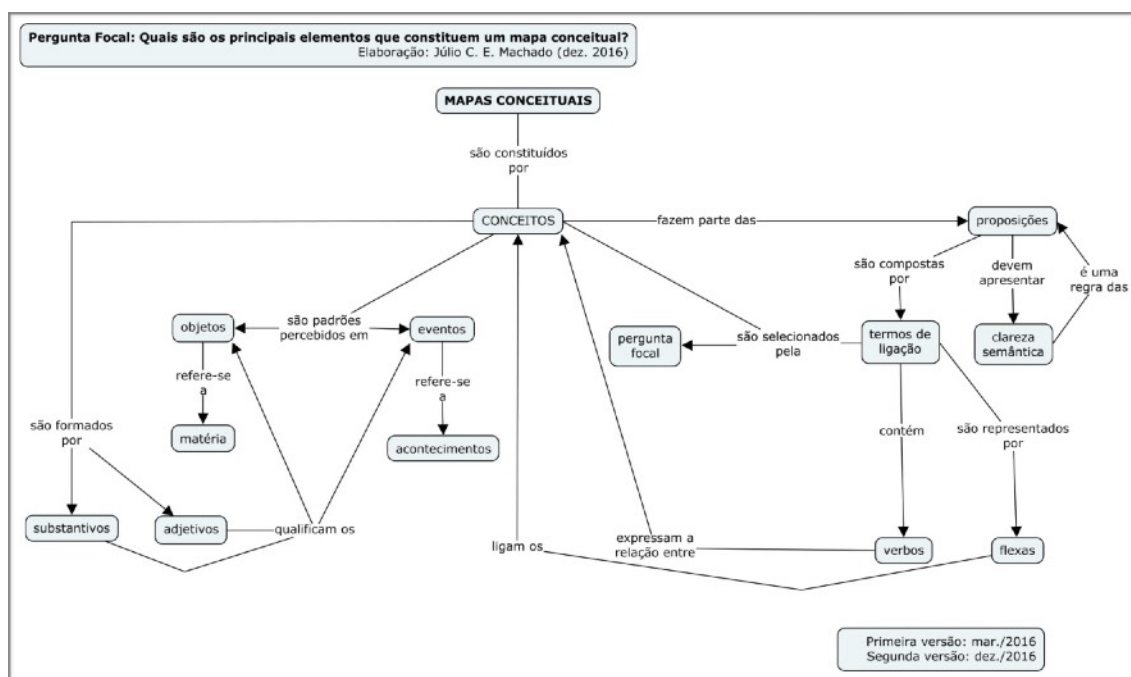 Pergunta Focal: Quais são os principais elementos que constituem um mapa conceitual?
Elaboração: Júlio C. E. Machado (dez. 2016)
MAPAS CONCEITUAIS
são constituídos
por
CONCEITOS
fazem parte das
proposições
são compostas
por
devem
apresentar
é uma
regra das
objetos
são padrões
percebidos em
eventos
pergunta
focal
são selecionados
pela
termos de
ligação
clareza
semântica
refere-se
a
refere-se
a
são formados
por
matéria
acontecimentos
contém
são representados
por
substantivos
adjetivos
qualificam os
ligam os
expressam a
relação entre
verbos
flexas
Primeira versão: mar./2016
Segunda versão: dez./2016